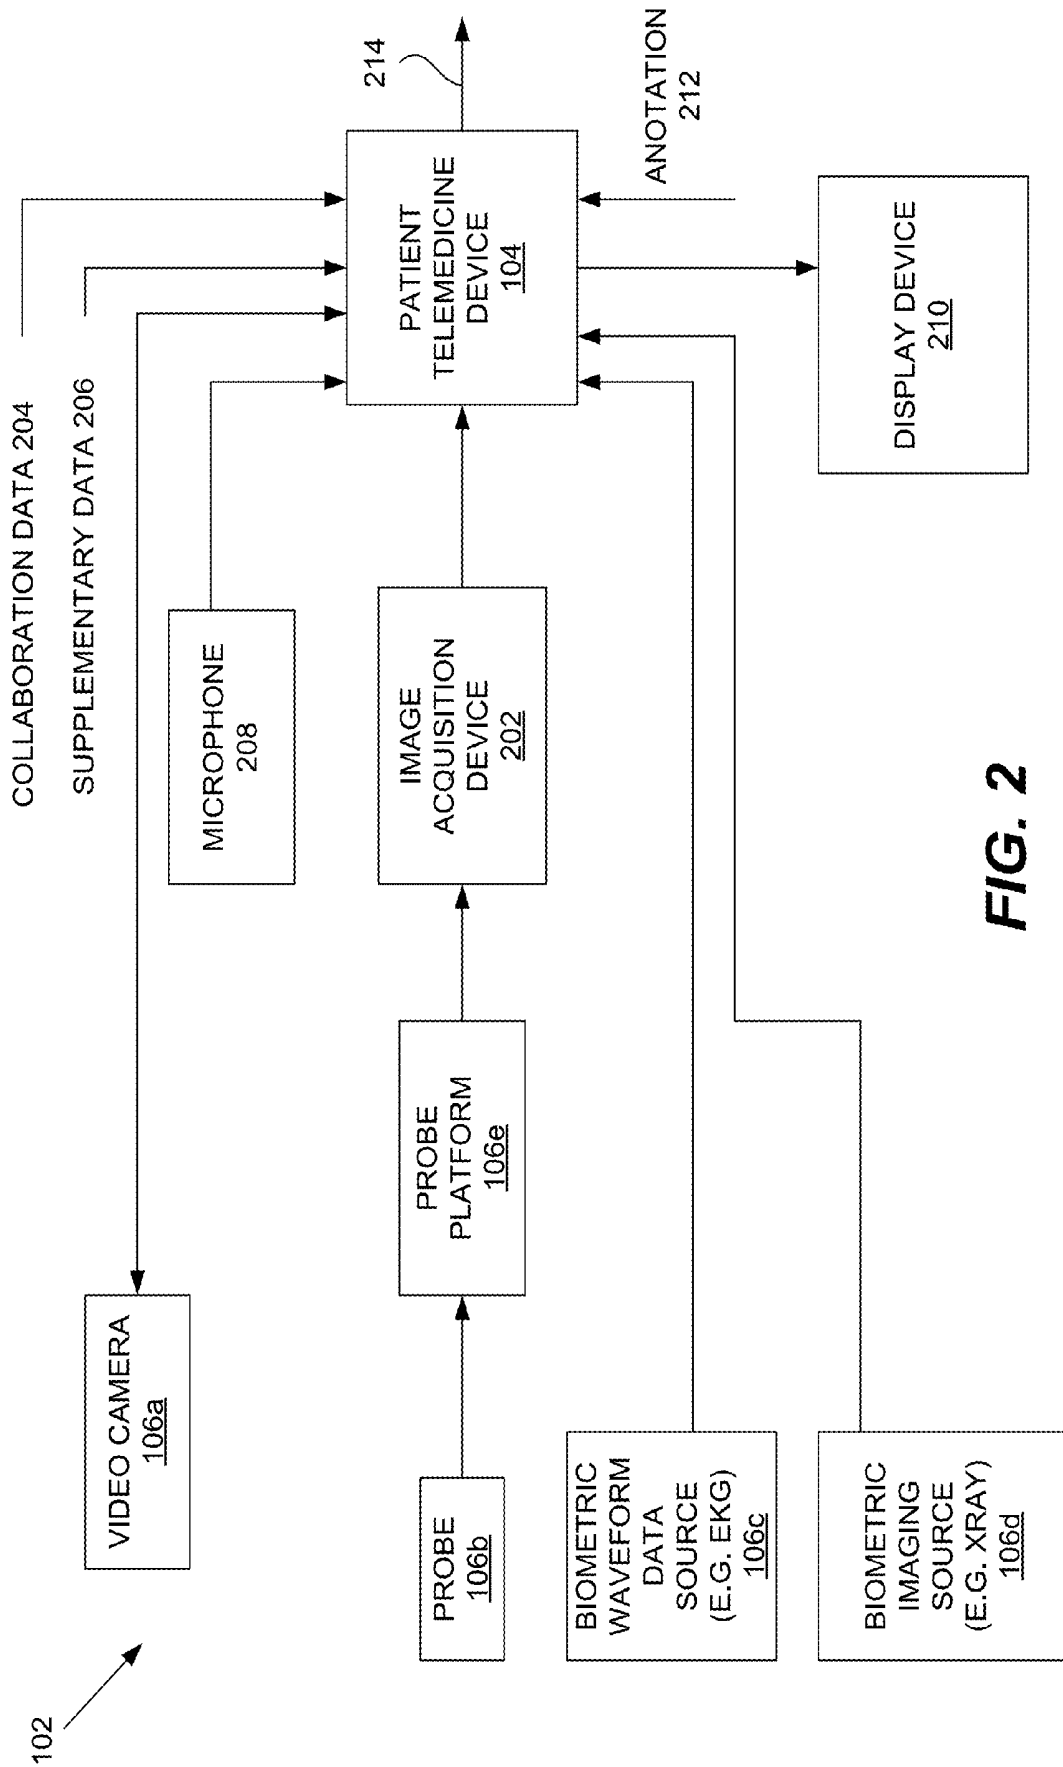 102
COLLABORATION DATA 204
SUPPLEMENTARY DATA 206
VIDEO CAMERA
106a
MICROPHONE
208
214
PROBE
106b
PROBE
PLATFORM
106e
IMAGE
ACQUISITION
DEVICE
202
PATIENT
TELEMEDICINE
DEVICE
104
BIOMETRIC
WAVEFORM
DATA
SOURCE
(E.G. EKG)
106c
ANOTATION
212
BIOMETRIC
IMAGING
SOURCE
(E.G. XRAY)
106d
DISPLAY DEVICE
210
FIG. 2